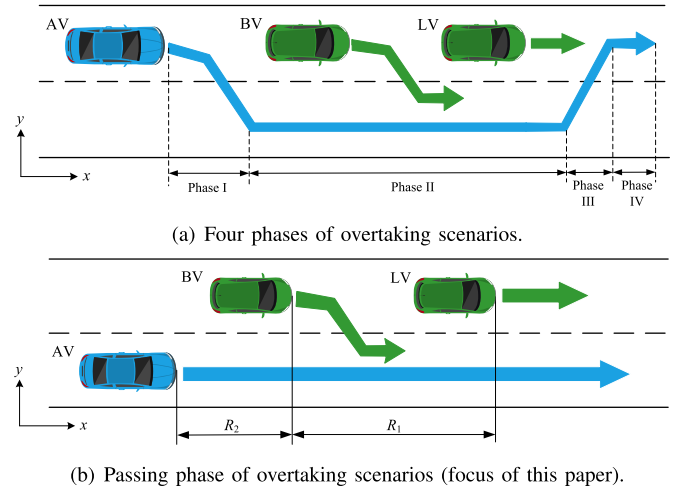 AV BV LV
y
x
Phase I Phase II Phase III Phase IV
(a) Four phases of overtaking scenarios.
BV LV
AV
y
x
R2 R1
(b) Passing phase of overtaking scenarios (focus of this paper).